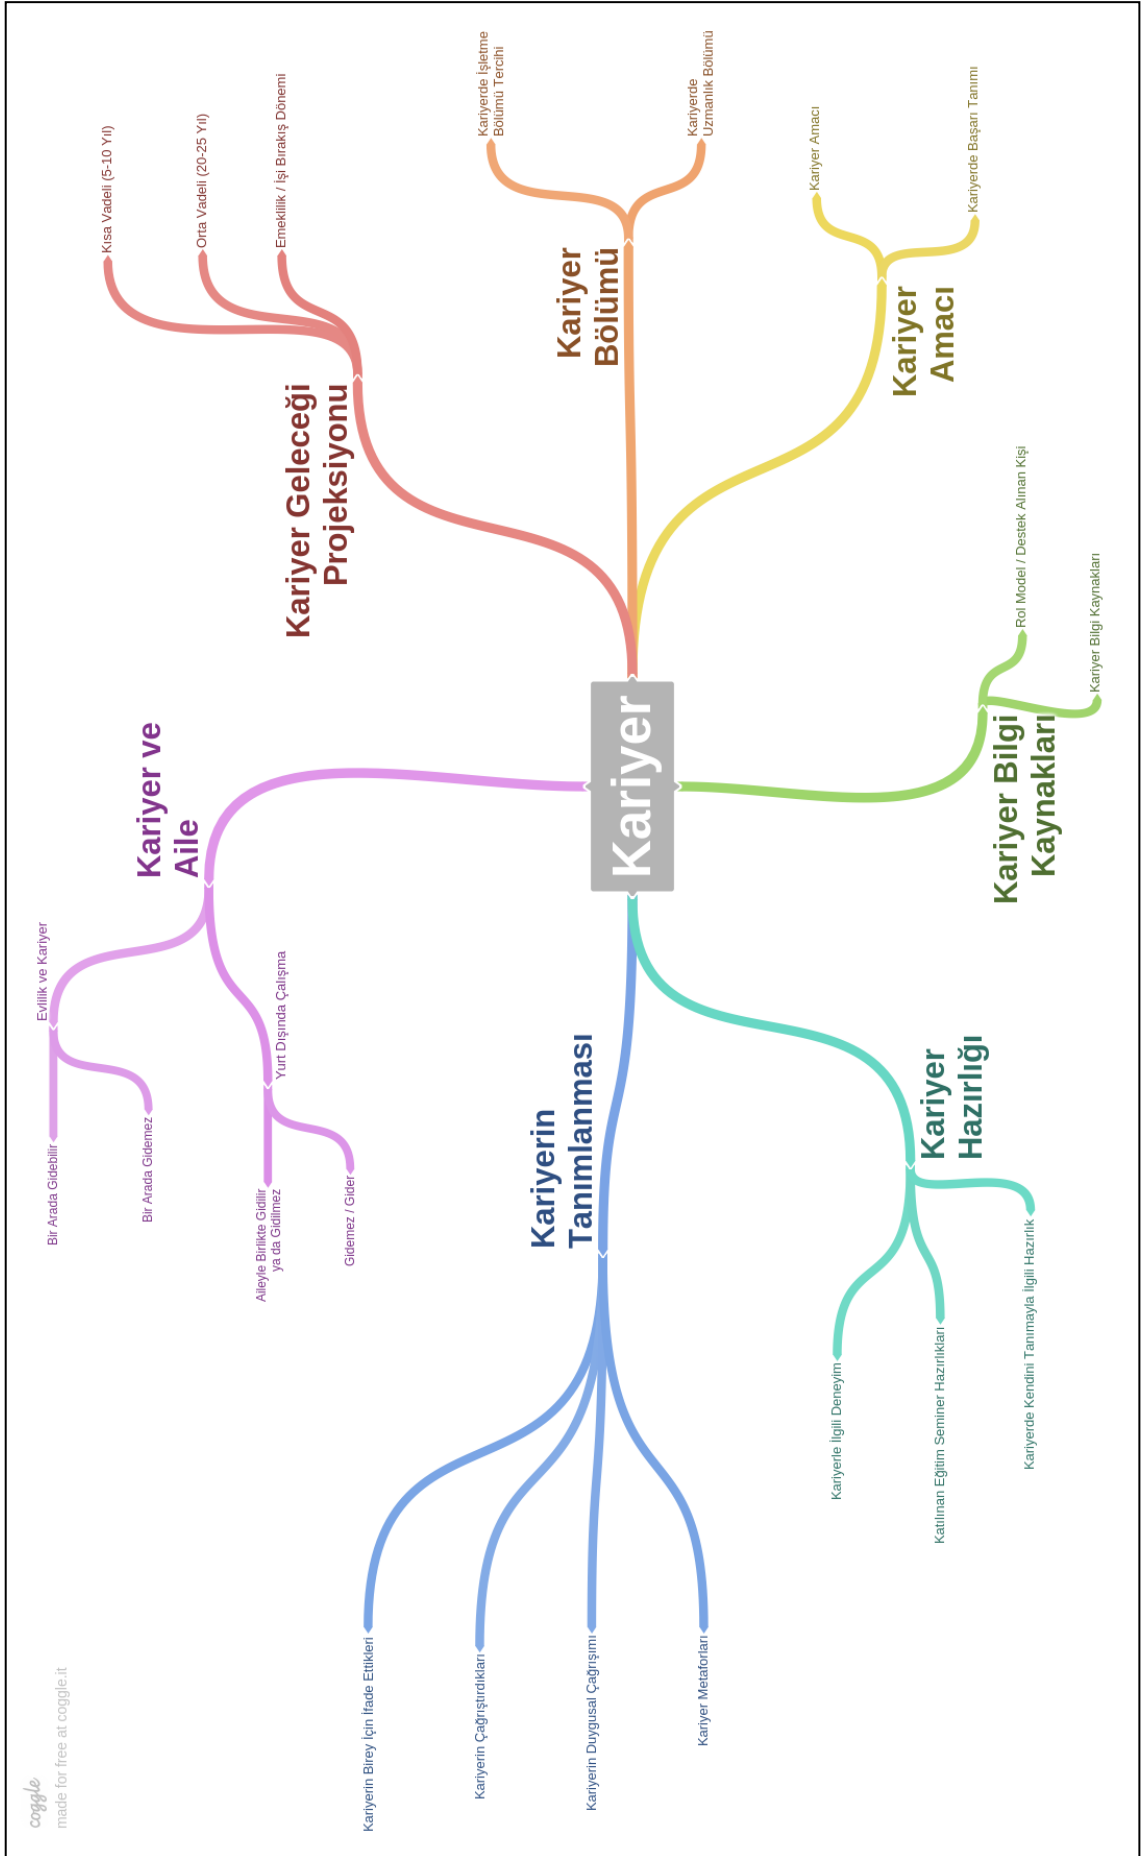 Kariyer
Kariyer ve
Aile
Evlilik ve Kariyer
Bir Arada Gidebilir
Bir Arada Gidemez
Yurt Dışında Çalışma
Aileyle Birlikte Gidilir
ya da Gidilmez
Gidemez / Gider
Kariyer Geleceği
Projeksiyonu
Kısa Vadeli (5-10 Yıl)
Orta Vadeli (20-25 Yıl)
Emeklilik / İşi Bırakış Dönemi
Kariyer
Bölümü
Kariyerde İşletme
Bölümü Tercihi
Kariyerde
Uzmanlık Bölümü
Kariyer
Amacı
Kariyer Amacı
Kariyerde Başarı Tanımı
Kariyer Bilgi
Kaynakları
Rol Model / Destek Alınan Kişi
Kariyer Bilgi Kaynakları
Kariyer
Hazırlığı
Kariyerle İlgili Deneyim
Katılınan Eğitim Seminer Hazırlıkları
Kariyerde Kendini Tanımayla İlgili Hazırlık
Kariyerin
Tanımlanması
Kariyerin Birey İçin İfade Ettikleri
Kariyerin Çağrıştırdıkları
Kariyerin Duygusal Çağrışımı
Kariyer Metaforları
coggle
made for free at coggle.it